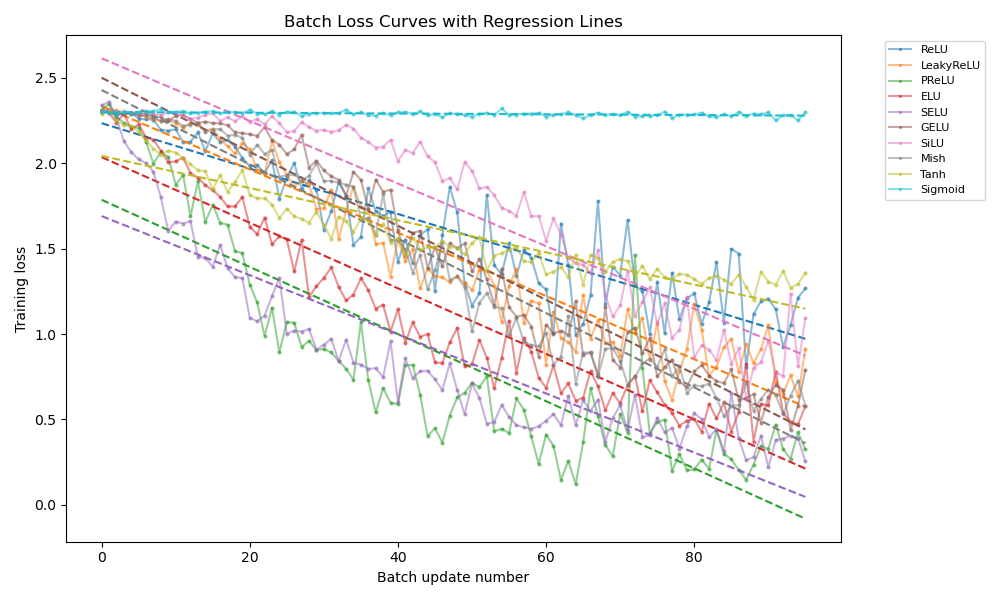 Batch Loss Curves with Regression Lines
Training loss
2.5
2.0
1.5
1.0
0.5
0.0
0
20
40
60
80
Batch update number
ReLU
LeakyReLU
PReLU
ELU
SELU
GELU
SiLU
Mish
Tanh
Sigmoid